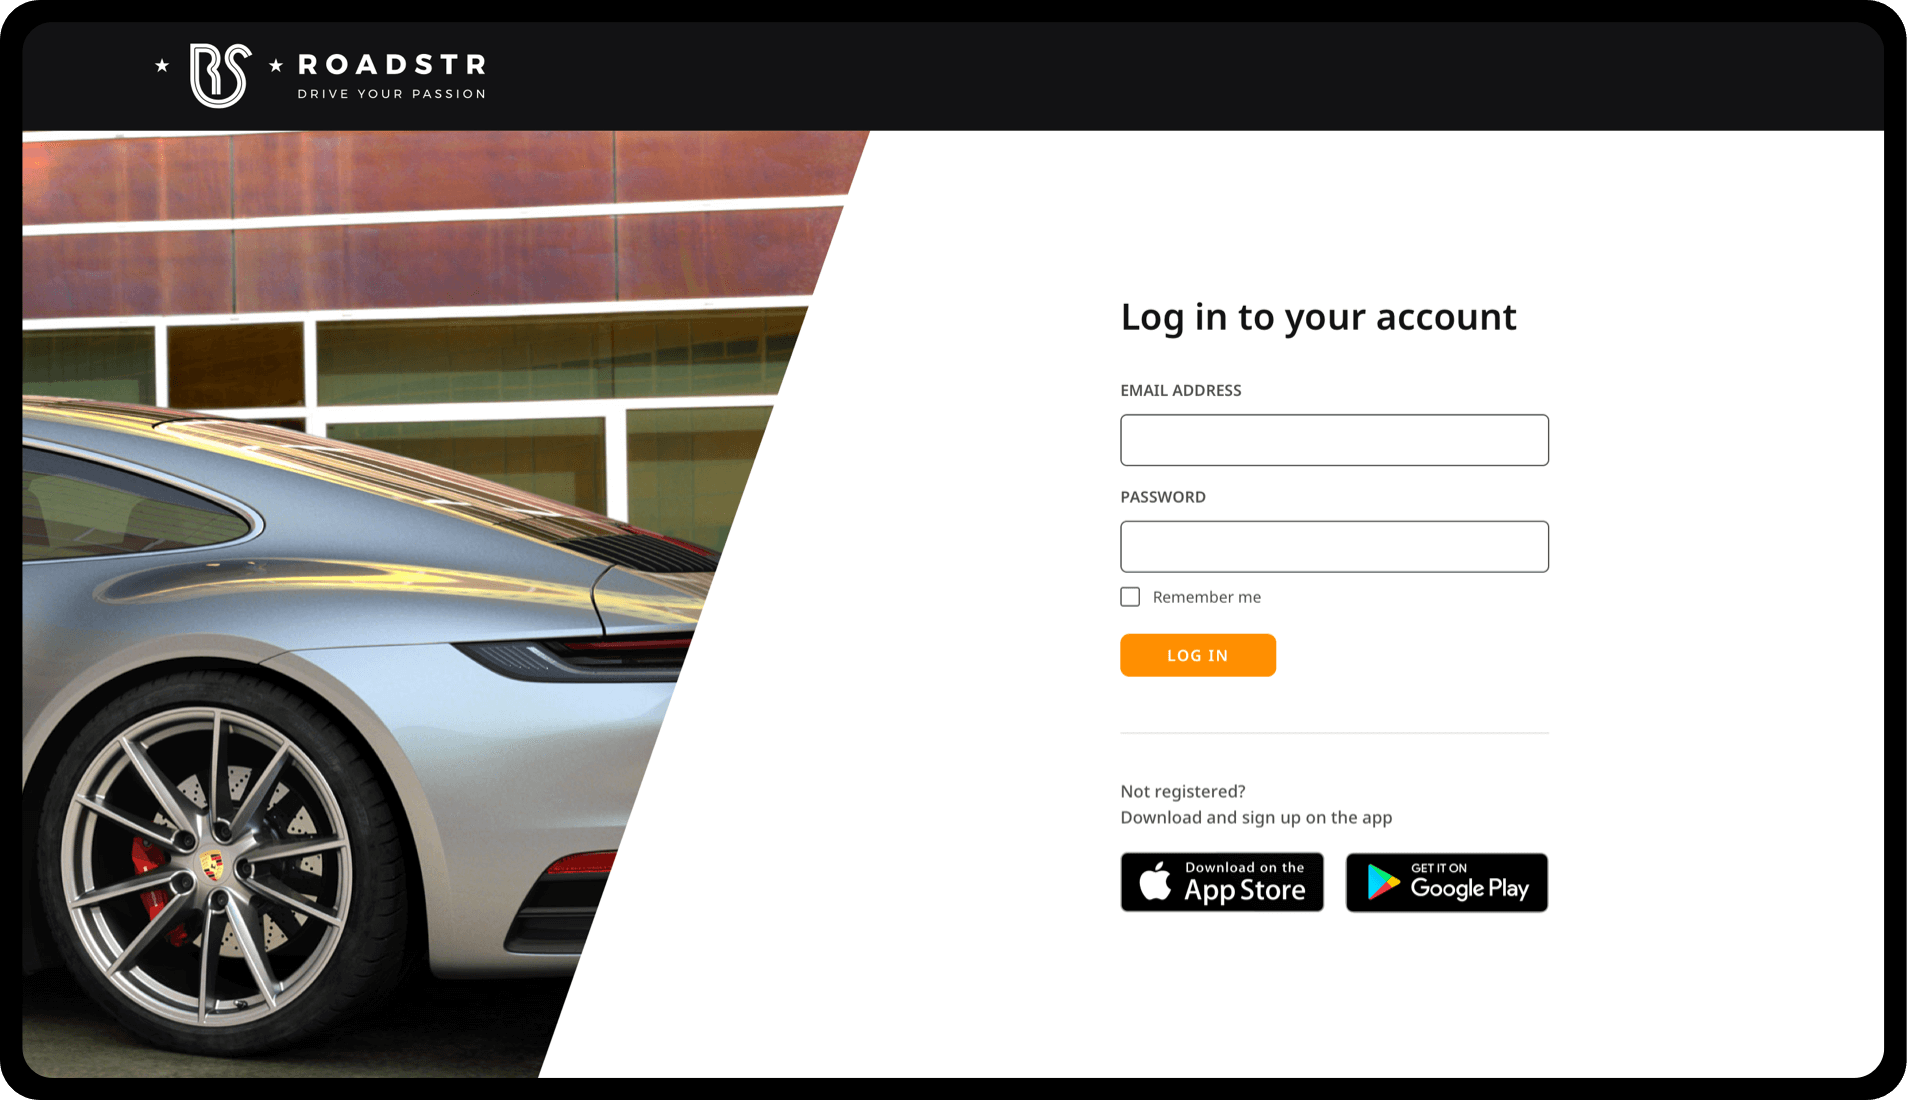 ROADSTR
DRIVE YOUR PASSION
Log in to your account
EMAIL ADDRESS
PASSWORD
Remember me
LOG IN
Not registered?
Download and sign up on the app
Download on the
App Store
GET IT ON
Google Play